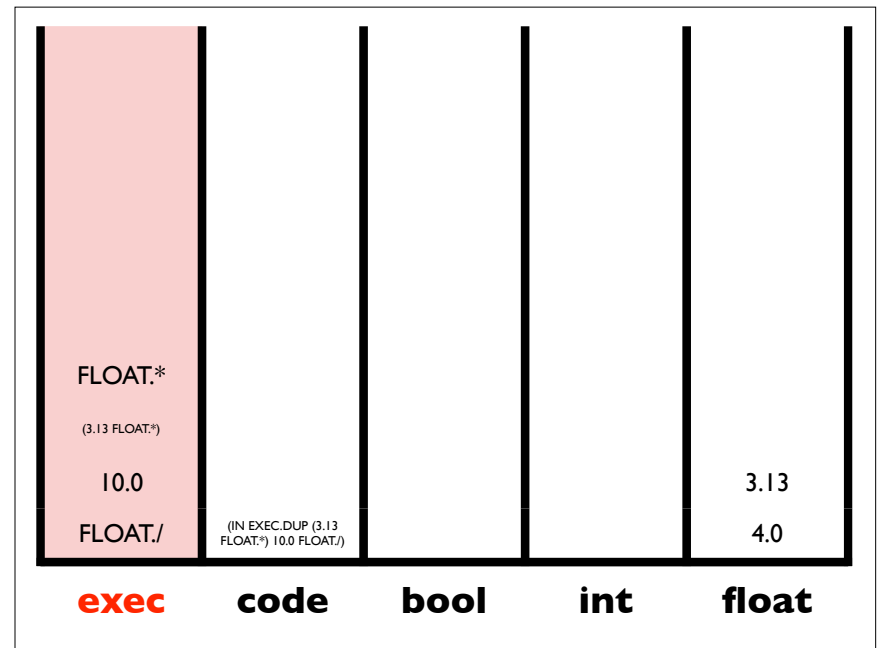 FLOAT.*
(3.13 FLOAT.*)
10.0
3.13
FLOAT./
(IN EXEC.DUP (3.13
FLOAT.*) 10.0 FLOAT./)
4.0
exec code bool int float